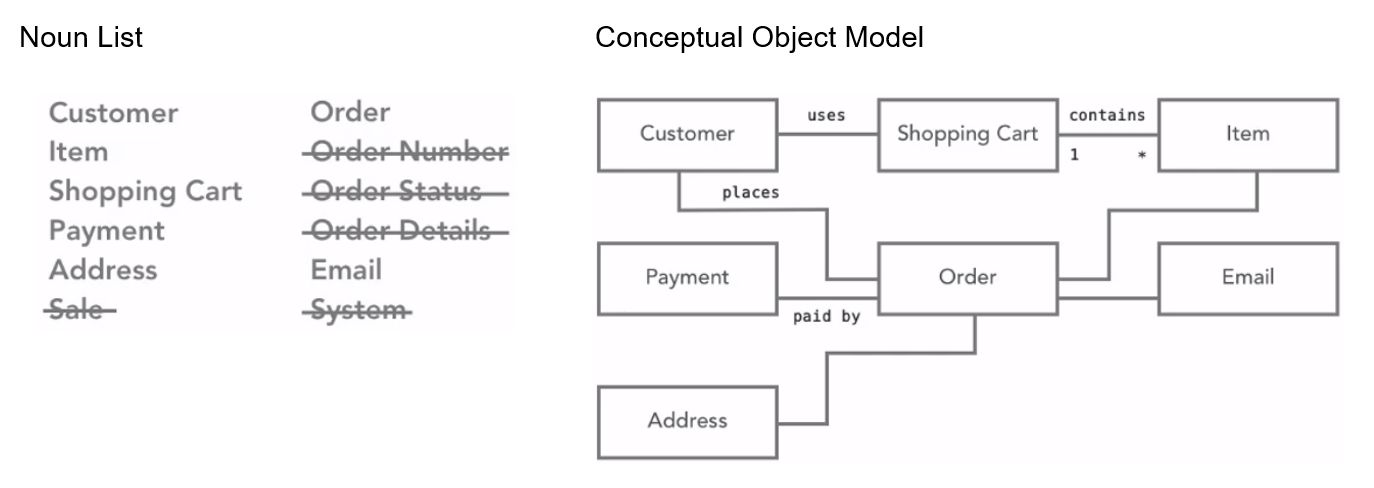 Noun List
Customer
Item
Shopping Cart
Payment
Address
Sale
Order
Order Number
Order Status
Order Details
Email
System
Conceptual Object Model
Customer
uses
Shopping Cart
contains
1
*
Item
places
Payment
paid by
Order
Email
Address